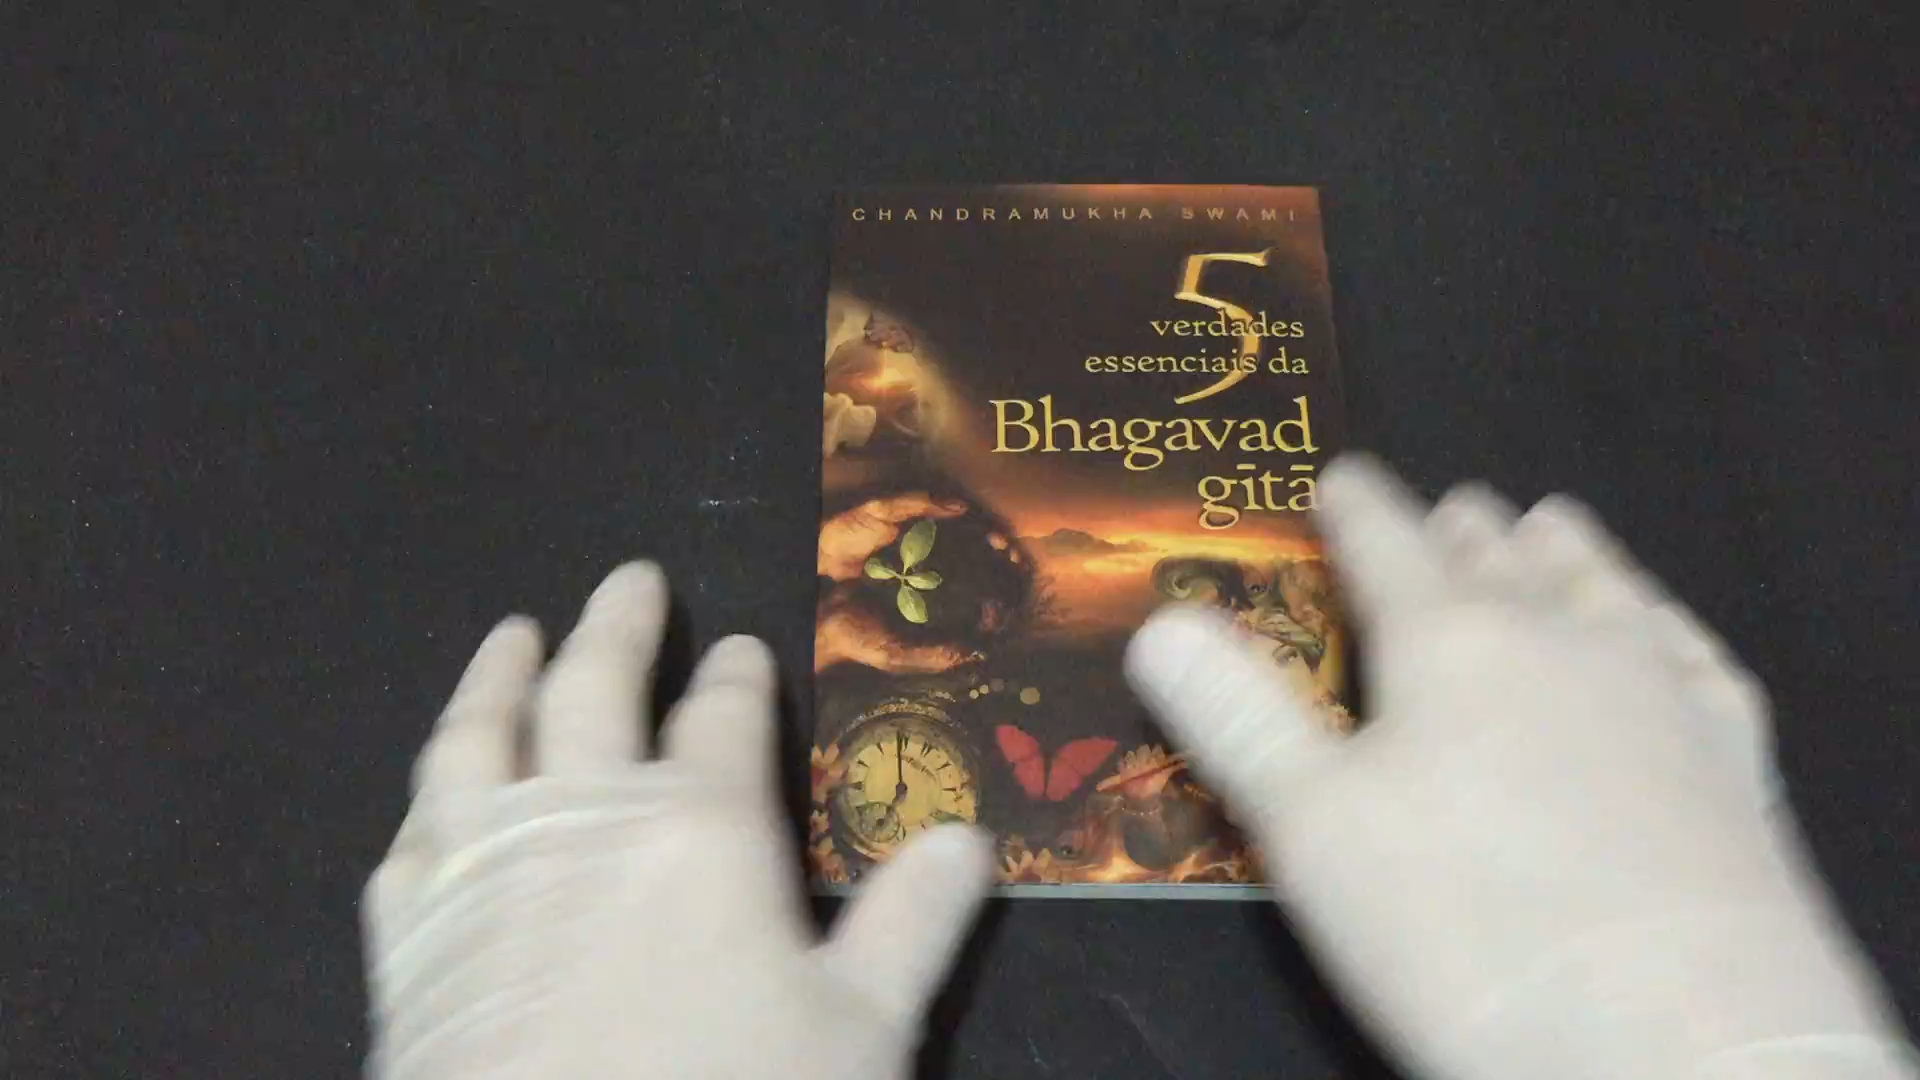 CHANDRAMUKHA SWAMI
5
verdades
essenciais da
Bhagavad
gītā